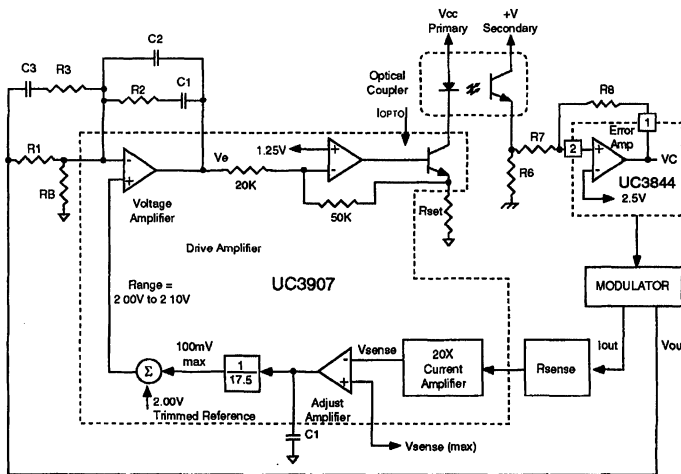 Vcc
Primary
+V
Secondary
C2
C3
R3
R2
C1
Optical
Coupler
IOPTO
R8
R1
RB
1.25V
Ve
20K
50K
Rset
R7
R6
2
1
Error
Amp
VC
UC3844
2.5V
Voltage
Amplifier
Drive Amplifier
Range =
2 00V to 2 10V
UC3907
MODULATOR
Iout
Vou
100mV
max
1
17.5
Σ
2.00V
Trimmed Reference
Vsense
20X
Current
Amplifier
Rsense
Adjust
Amplifier
C1
Vsense (max)
-
+
+
-
+
-
+
-